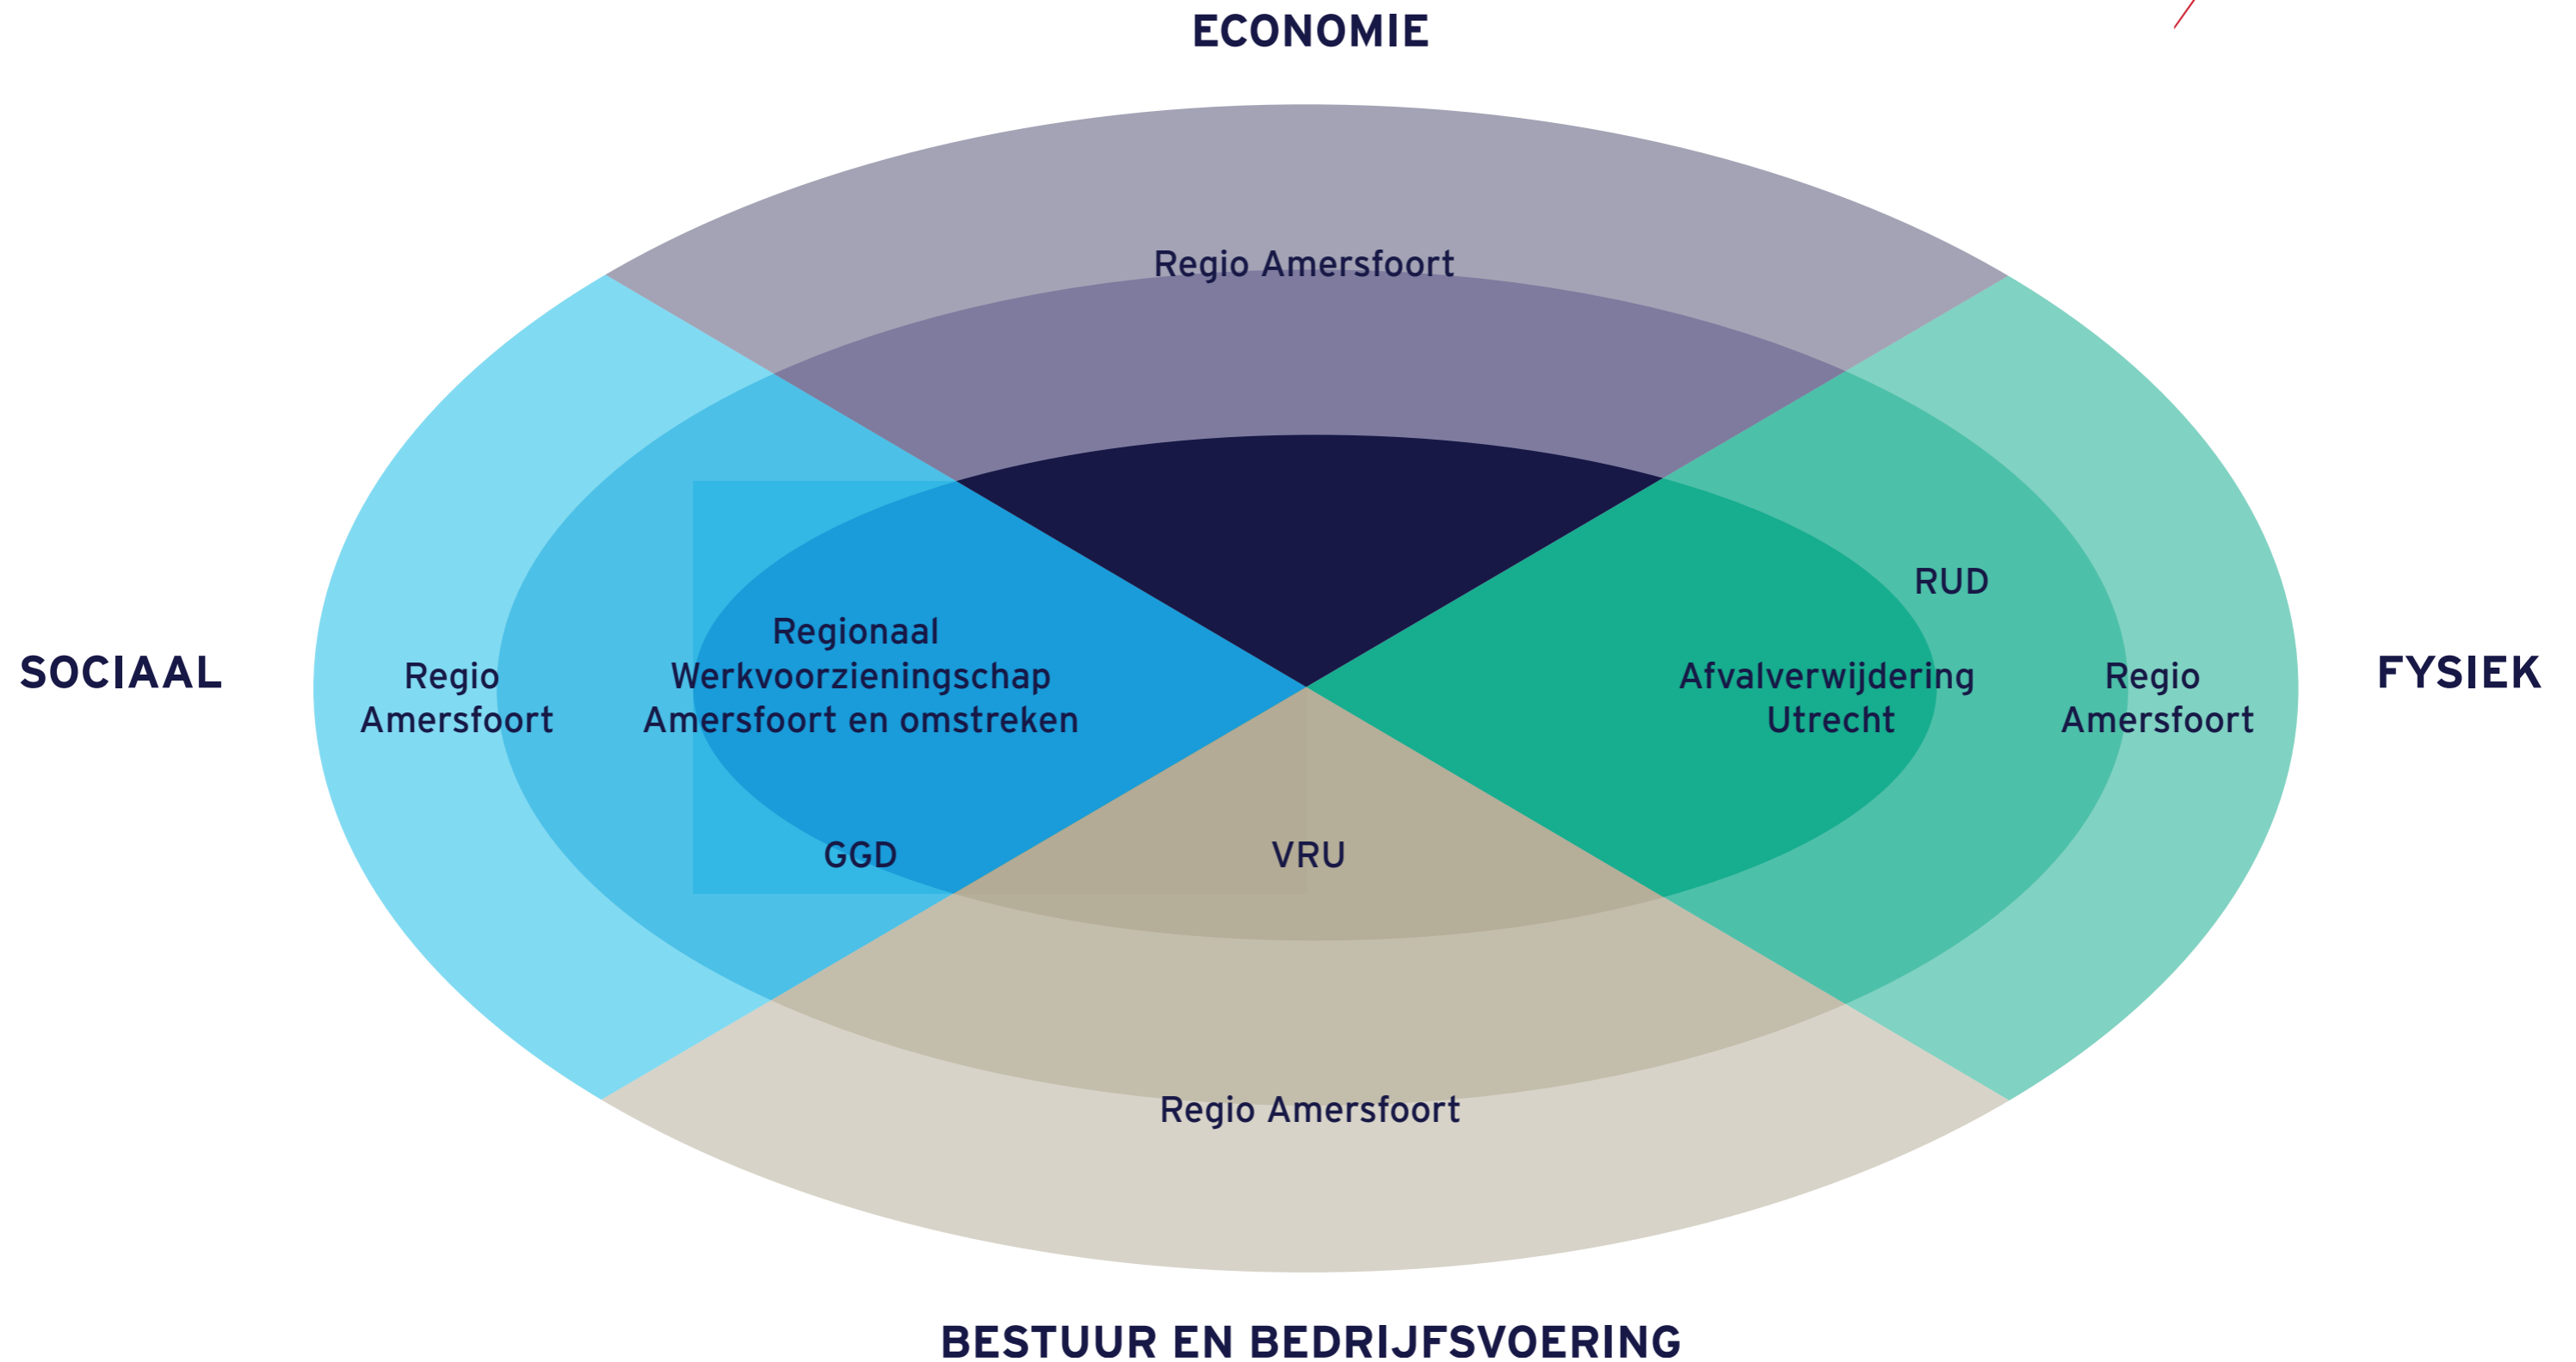 ECONOMIE
Regio Amersfoort
RUD
SOCIAAL
Regio
Amersfoort
Regionaal
Werkvoorzieningschap
Amersfoort en omstreken
Afvalverwijdering
Utrecht
Regio
Amersfoort
FYSIEK
GGD
VRU
Regio Amersfoort
BESTUUR EN BEDRIJFSVOERING